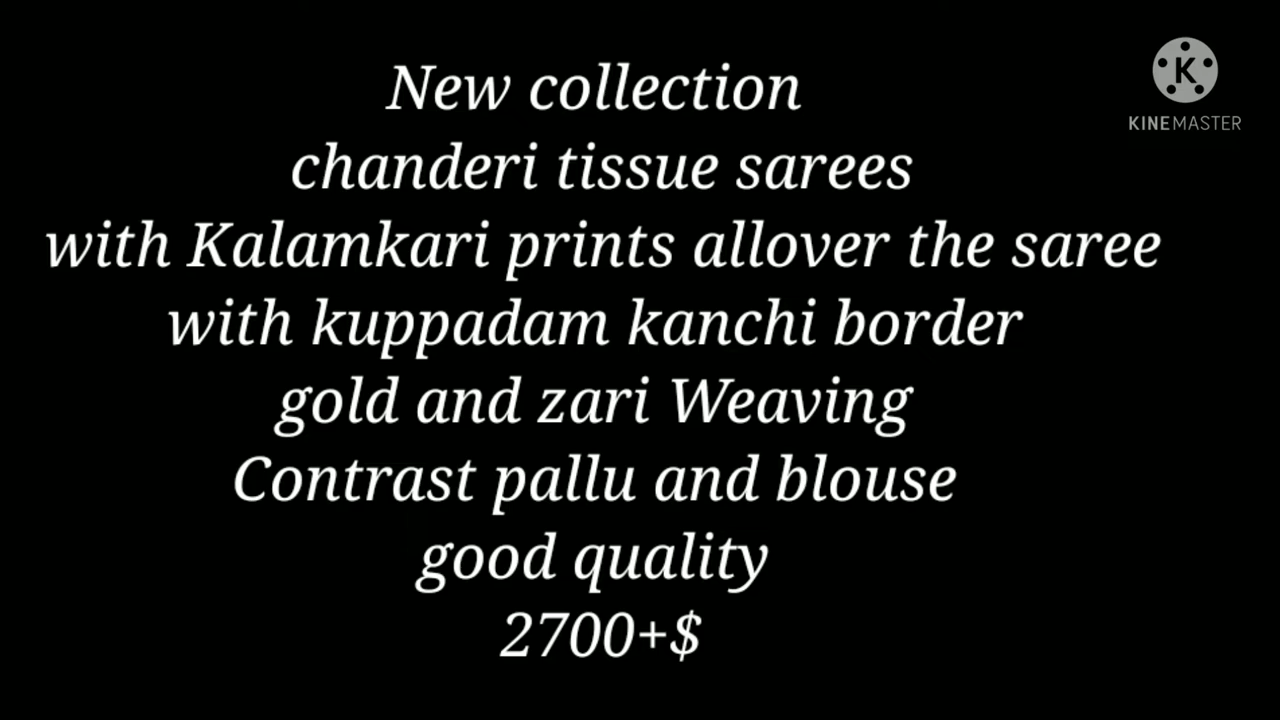 New collection
chanderi tissue sarees
with Kalamkari prints allover the saree
with kuppadam kanchi border
gold and zari Weaving
Contrast pallu and blouse
good quality
2700+$
K
KINEMASTER